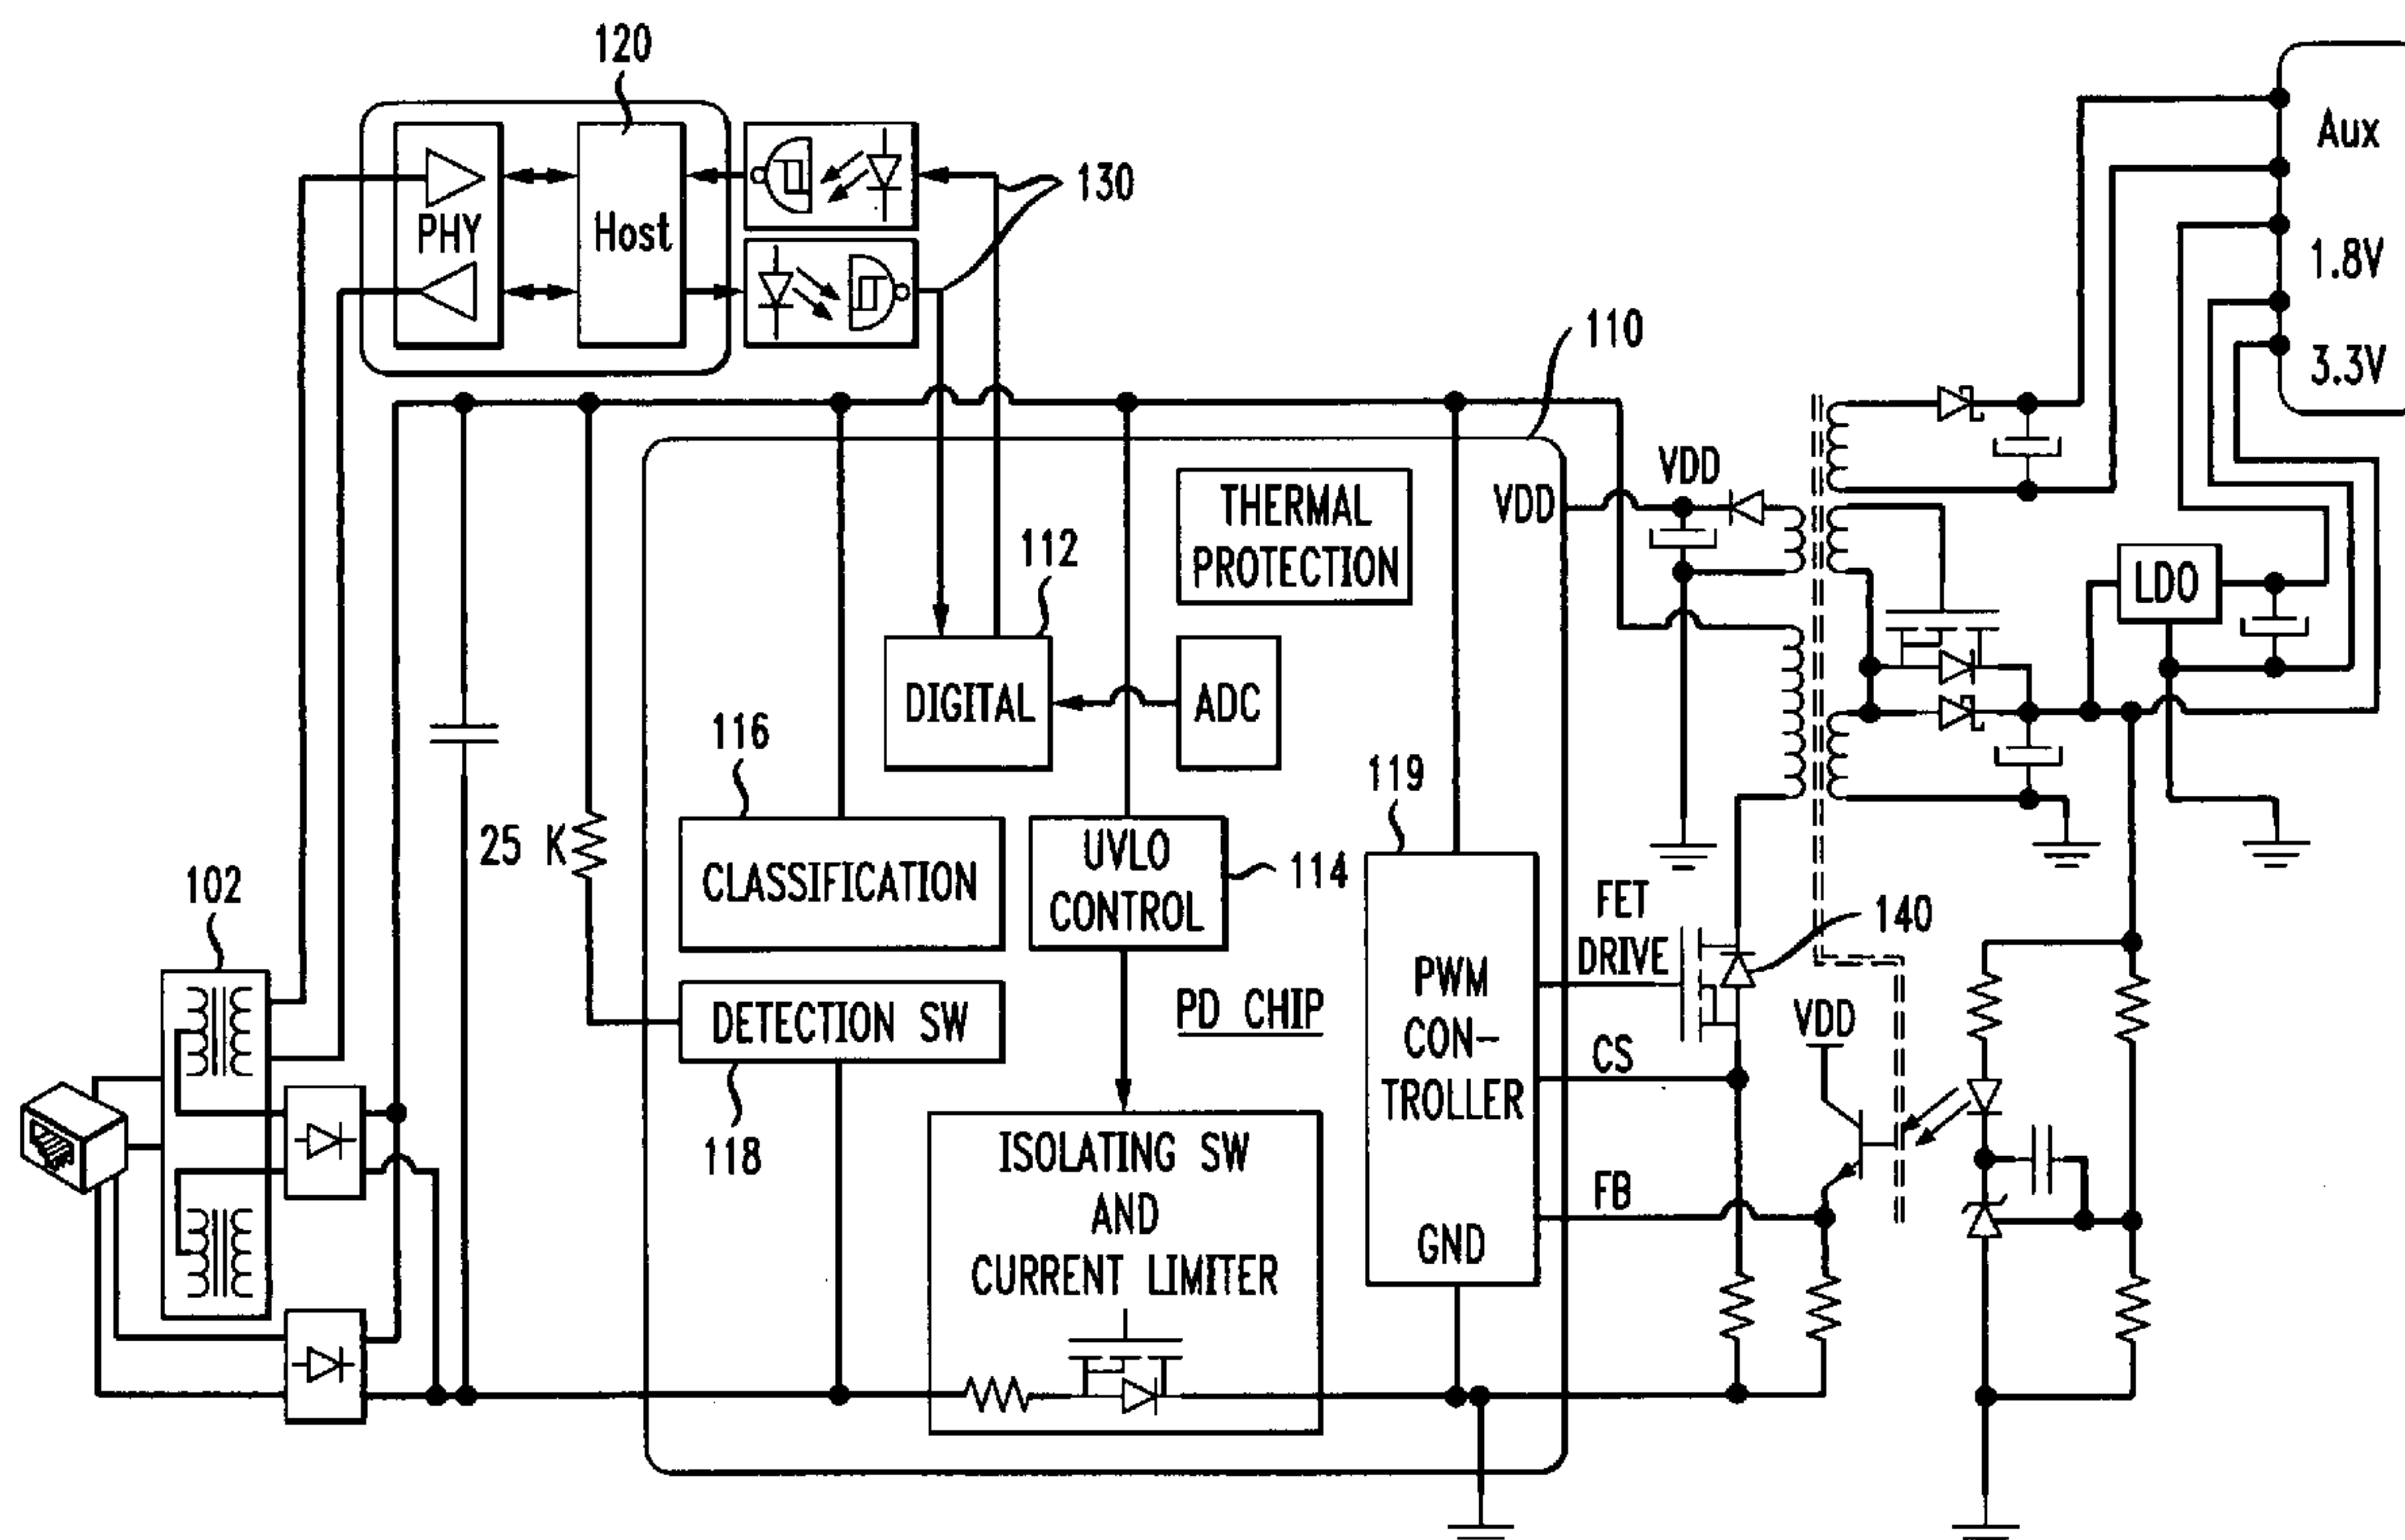 120
Aux
130
PHY
Host
1.8V
110
3.3V
VDD
VDD
THERMAL
PROTECTION
112
LDO
DIGITAL
ADC
116
119
25 K
CLASSIFICATION
UVLO
CONTROL
114
102
FET
DRIVE
140
PWM
CON-
TROLLER
DETECTION SW
PD CHIP
VDD
CS
118
ISOLATING SW
AND
CURRENT LIMITER
FB
GND